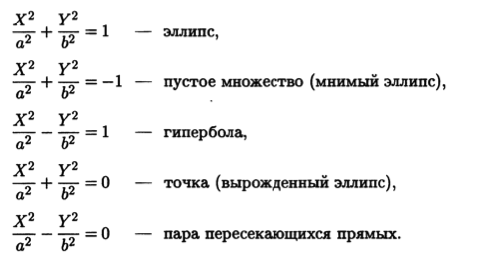 X²/a² + Y²/b² = 1 — эллипс,
X²/a² + Y²/b² = −1 — пустое множество (мнимый эллипс),
X²/a² − Y²/b² = 1 — гипербола,
X²/a² + Y²/b² = 0 — точка (вырожденный эллипс),
X²/a² − Y²/b² = 0 — пара пересекающихся прямых.